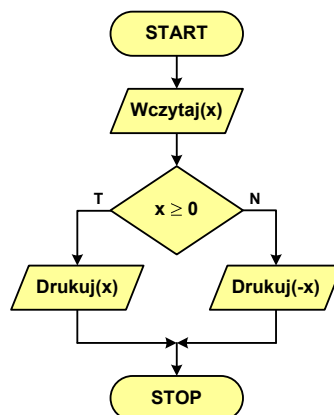 START
Wczytaj(x)
T
N
x ≥ 0
Drukuj(x)
Drukuj(-x)
STOP